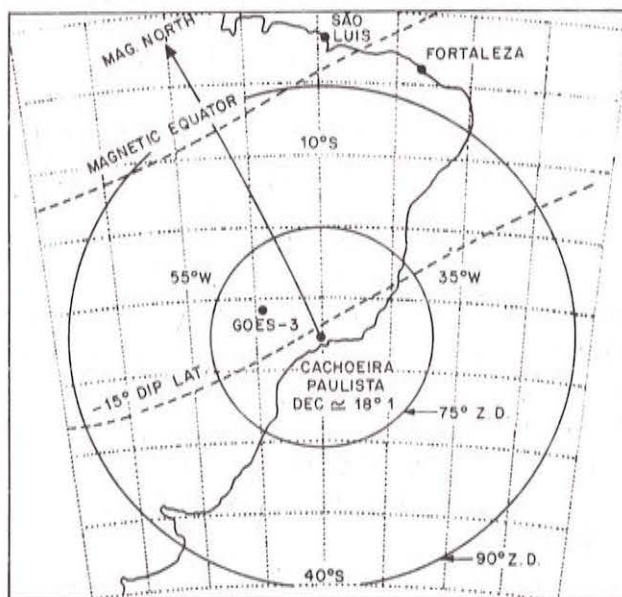 MAG. NORTH
SÃO
LUIS
FORTALEZA
MAGNETIC EQUATOR
10°S
55°W
35°W
GOES-3
-15° DIP LAT
CACHOEIRA
PAULISTA
DEC ≃ 18° 1
75° Z.D.
90° Z.D.
40°S